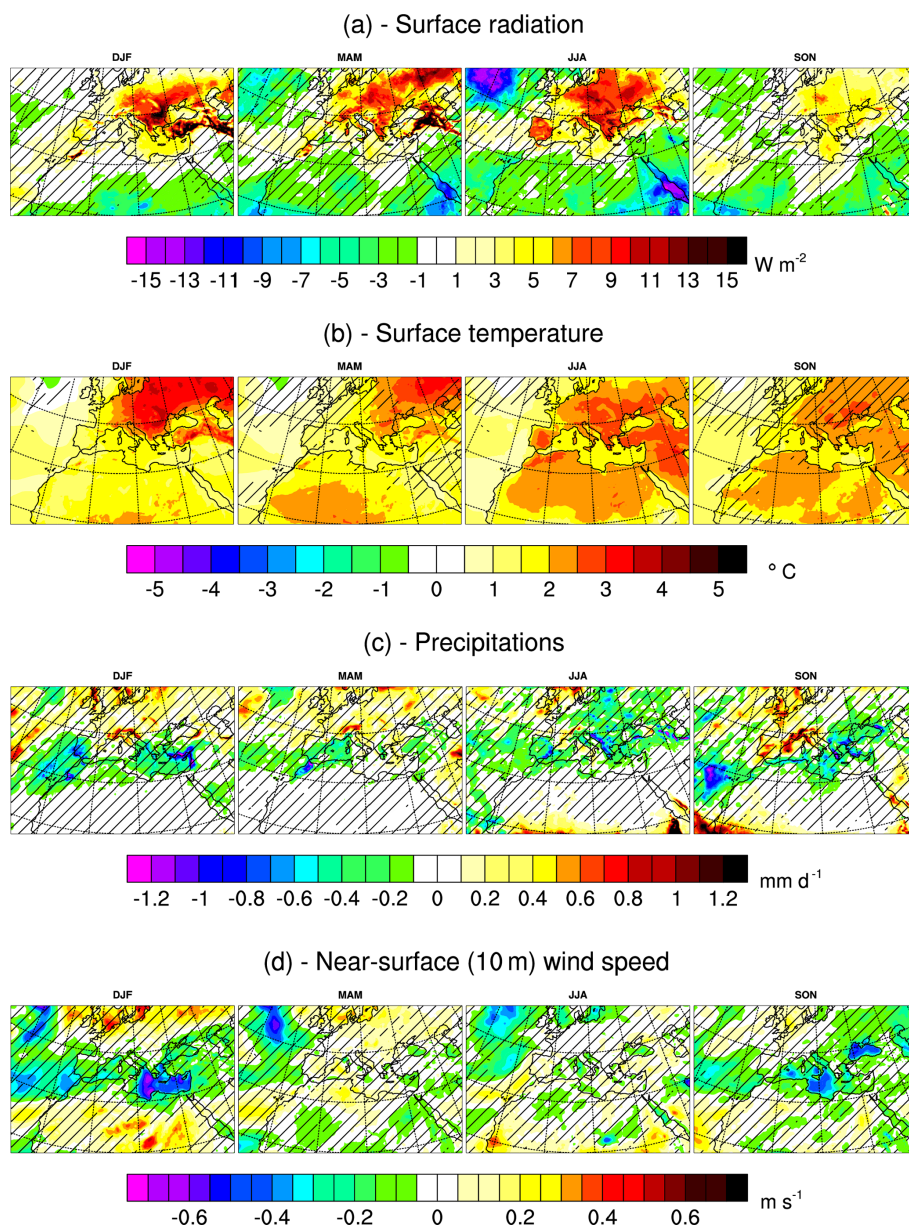 (a) - Surface radiation
DJF MAM JJA SON
-15 -13 -11 -9 -7 -5 -3 -1 1 3 5 7 9 11 13 15 W m-2
(b) - Surface temperature
DJF MAM JJA SON
-5 -4 -3 -2 -1 0 1 2 3 4 5 ° C
(c) - Precipitations
DJF MAM JJA SON
-1.2 -1 -0.8 -0.6 -0.4 -0.2 0 0.2 0.4 0.6 0.8 1 1.2 mm d-1
(d) - Near-surface (10 m) wind speed
DJF MAM JJA SON
-0.6 -0.4 -0.2 0 0.2 0.4 0.6 m s-1